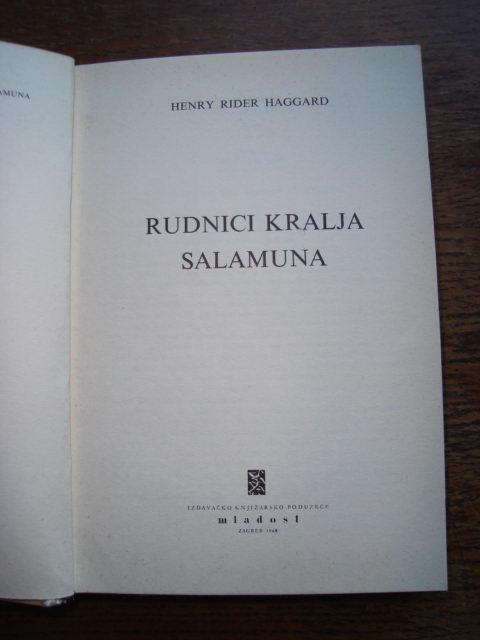 AMUNA
HENRY RIDER HAGGARD
RUDNICI KRALJA
SALAMUNA
IZDAVAČKO KNJIŽARSKO PODUZEĆE
mladost
ZAGREB